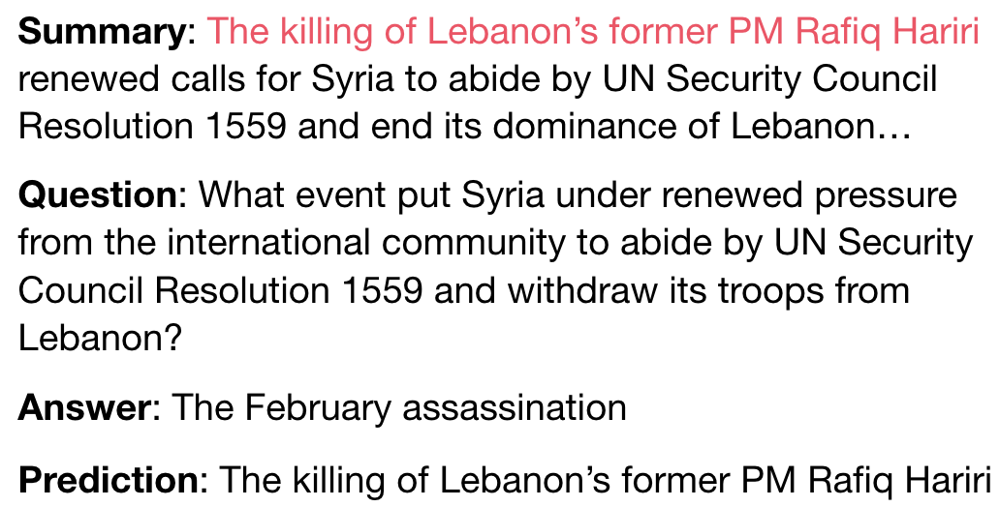 Summary: The killing of Lebanon’s former PM Rafiq Hariri
renewed calls for Syria to abide by UN Security Council
Resolution 1559 and end its dominance of Lebanon…
Question: What event put Syria under renewed pressure
from the international community to abide by UN Security
Council Resolution 1559 and withdraw its troops from
Lebanon?
Answer: The February assassination
Prediction: The killing of Lebanon’s former PM Rafiq Hariri